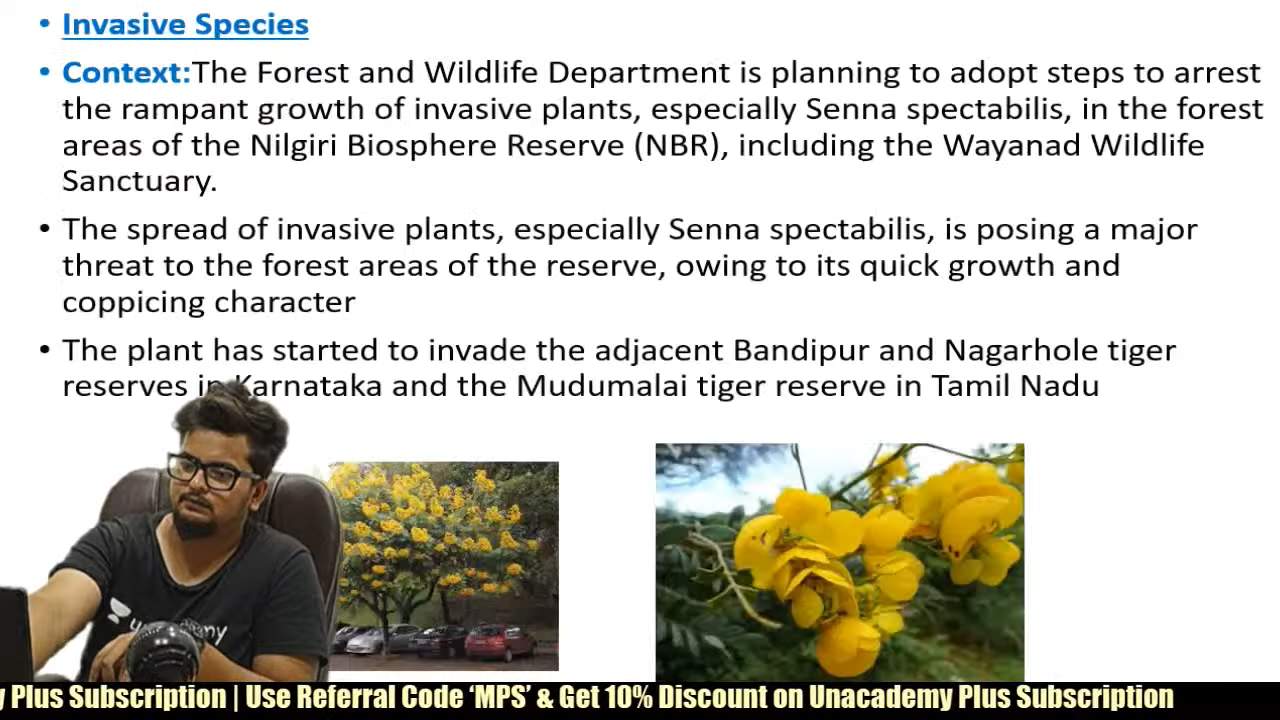 Invasive Species
Context:The Forest and Wildlife Department is planning to adopt steps to arrest
the rampant growth of invasive plants, especially Senna spectabilis, in the forest
areas of the Nilgiri Biosphere Reserve (NBR), including the Wayanad Wildlife
Sanctuary.
The spread of invasive plants, especially Senna spectabilis, is posing a major
threat to the forest areas of the reserve, owing to its quick growth and
coppicing character
The plant has started to invade the adjacent Bandipur and Nagarhole tiger
reserves in Karnataka and the Mudumalai tiger reserve in Tamil Nadu
y Plus Subscription | Use Referral Code ‘MPS’ & Get 10% Discount on Unacademy Plus Subscription